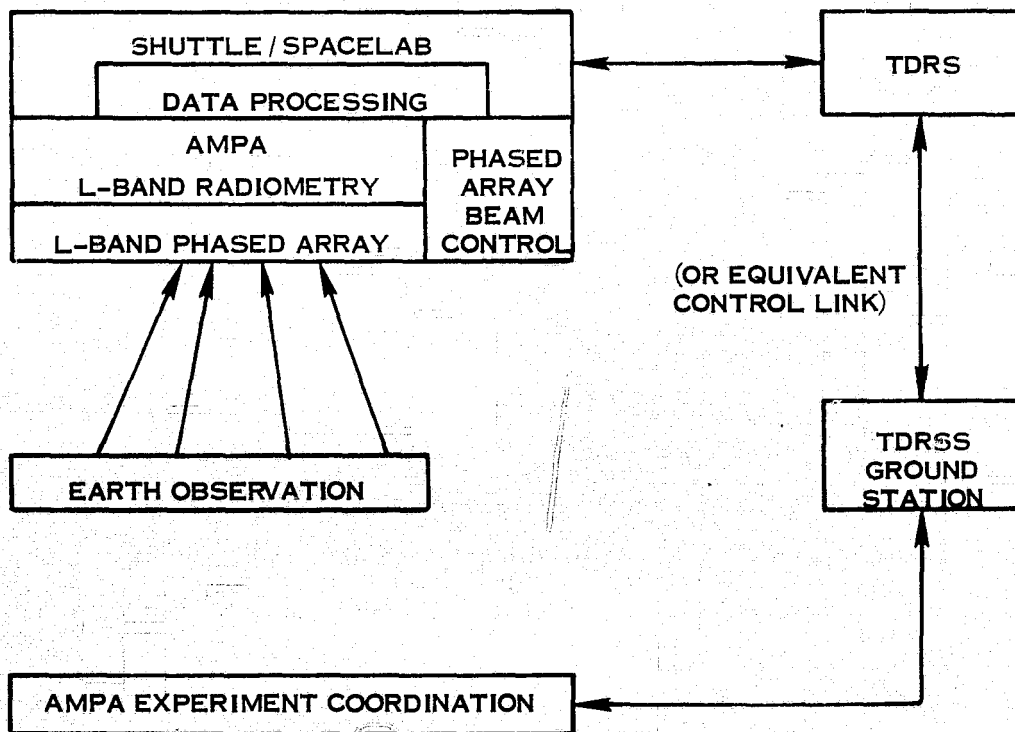 SHUTTLE / SPACELAB
DATA PROCESSING
AMPA
L-BAND RADIOMETRY
L-BAND PHASED ARRAY
PHASED
ARRAY
BEAM
CONTROL
TDRS
(OR EQUIVALENT
CONTROL LINK)
EARTH OBSERVATION
TDRSS
GROUND
STATION
AMPA EXPERIMENT COORDINATION